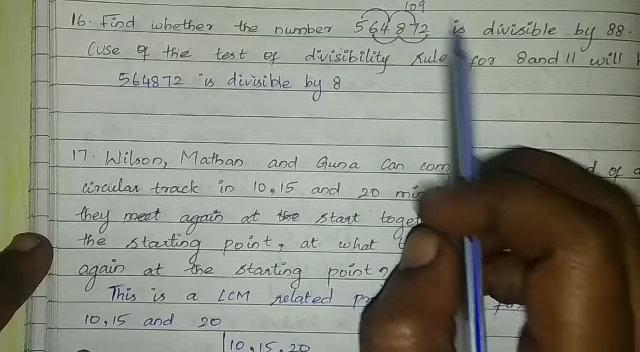 109
16. Find whether the number 564872 is divisible by 88.
(use of the test of divisibility rule for 8 and 11 will
564872 is divisible by 8
17. Wilson, Mathan and Guna can of a
circular track in 10, 15 and 20
they meet again at the start
the starting point, at what
again at the starting point?
This is a LCM related
10, 15 and 20
10, 15, 20